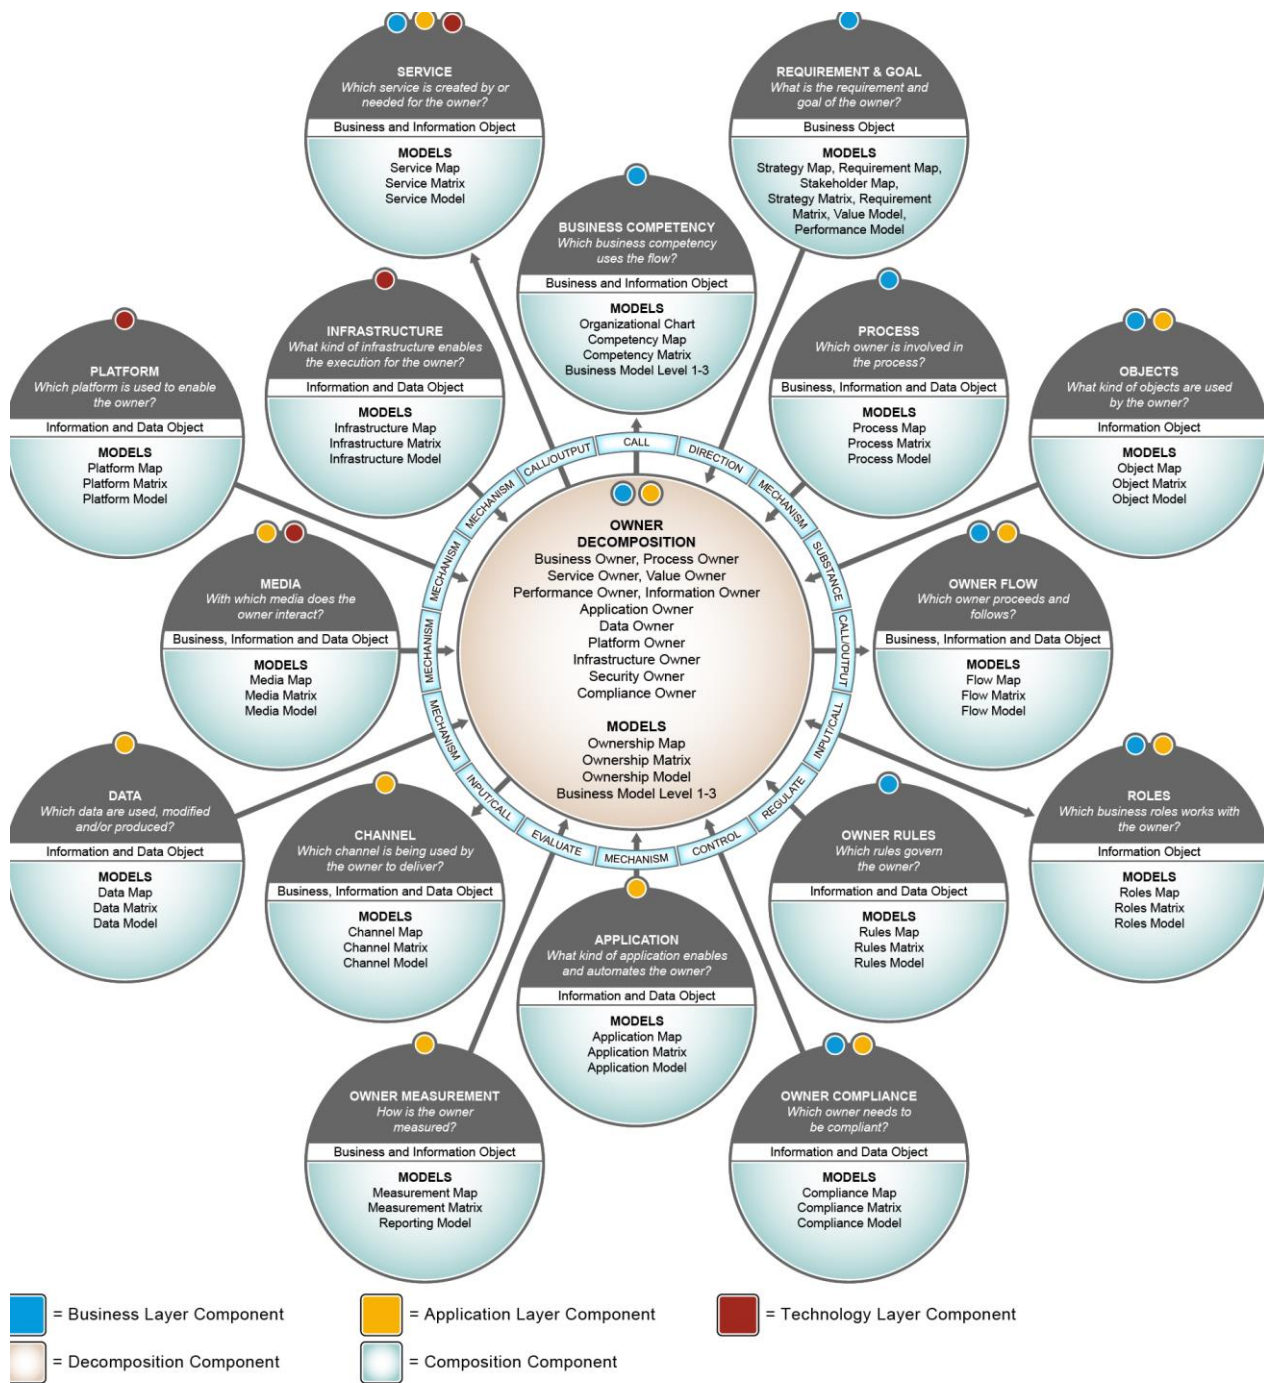 SERVICE
Which service is created by or
needed for the owner?
Business and Information Object
MODELS
Service Map
Service Matrix
Service Model
REQUIREMENT & GOAL
What is the requirement and
goal of the owner?
Business Object
MODELS
Strategy Map, Requirement Map,
Stakeholder Map,
Strategy Matrix, Requirement
Matrix, Value Model,
Performance Model
BUSINESS COMPETENCY
Which business competency
uses the flow?
Business and Information Object
MODELS
Organizational Chart
Competency Map
Competency Matrix
Business Model Level 1-3
INFRASTRUCTURE
What kind of infrastructure enables
the execution for the owner?
Information and Data Object
MODELS
Infrastructure Map
Infrastructure Matrix
Infrastructure Model
PROCESS
Which owner is involved in
the process?
Business, Information and Data Object
MODELS
Process Map
Process Matrix
Process Model
PLATFORM
Which platform is used to enable
the owner?
Information and Data Object
MODELS
Platform Map
Platform Matrix
Platform Model
OBJECTS
What kind of objects are used
by the owner?
Information Object
MODELS
Object Map
Object Matrix
Object Model
CALL
DIRECTION
MECHANISM
SUBSTANCE
CALL/OUTPUT
INPUT/CALL
REGULATE
CONTROL
MECHANISM
EVALUATE
INPUT/CALL
MECHANISM
MECHANISM
MECHANISM
MECHANISM
CALL/OUTPUT
OWNER
DECOMPOSITION
Business Owner, Process Owner
Service Owner, Value Owner
Performance Owner, Information Owner
Application Owner
Data Owner
Platform Owner
Infrastructure Owner
Security Owner
Compliance Owner
MODELS
Ownership Map
Ownership Matrix
Ownership Model
Business Model Level 1-3
MEDIA
With which media does the
owner interact?
Business, Information and Data Object
MODELS
Media Map
Media Matrix
Media Model
OWNER FLOW
Which owner proceeds and
follows?
Business, Information and Data Object
MODELS
Flow Map
Flow Matrix
Flow Model
DATA
Which data are used, modified
and/or produced?
Information and Data Object
MODELS
Data Map
Data Matrix
Data Model
ROLES
Which business roles works with
the owner?
Information Object
MODELS
Roles Map
Roles Matrix
Roles Model
CHANNEL
Which channel is being used by
the owner to deliver?
Business, Information and Data Object
MODELS
Channel Map
Channel Matrix
Channel Model
OWNER RULES
Which rules govern
the owner?
Information and Data Object
MODELS
Rules Map
Rules Matrix
Rules Model
APPLICATION
What kind of application enables
and automates the owner?
Information and Data Object
MODELS
Application Map
Application Matrix
Application Model
OWNER MEASUREMENT
How is the owner
measured?
Business and Information Object
MODELS
Measurement Map
Measurement Matrix
Reporting Model
OWNER COMPLIANCE
Which owner needs to
be compliant?
Information and Data Object
MODELS
Compliance Map
Compliance Matrix
Compliance Model
= Business Layer Component
= Application Layer Component
= Technology Layer Component
= Decomposition Component
= Composition Component